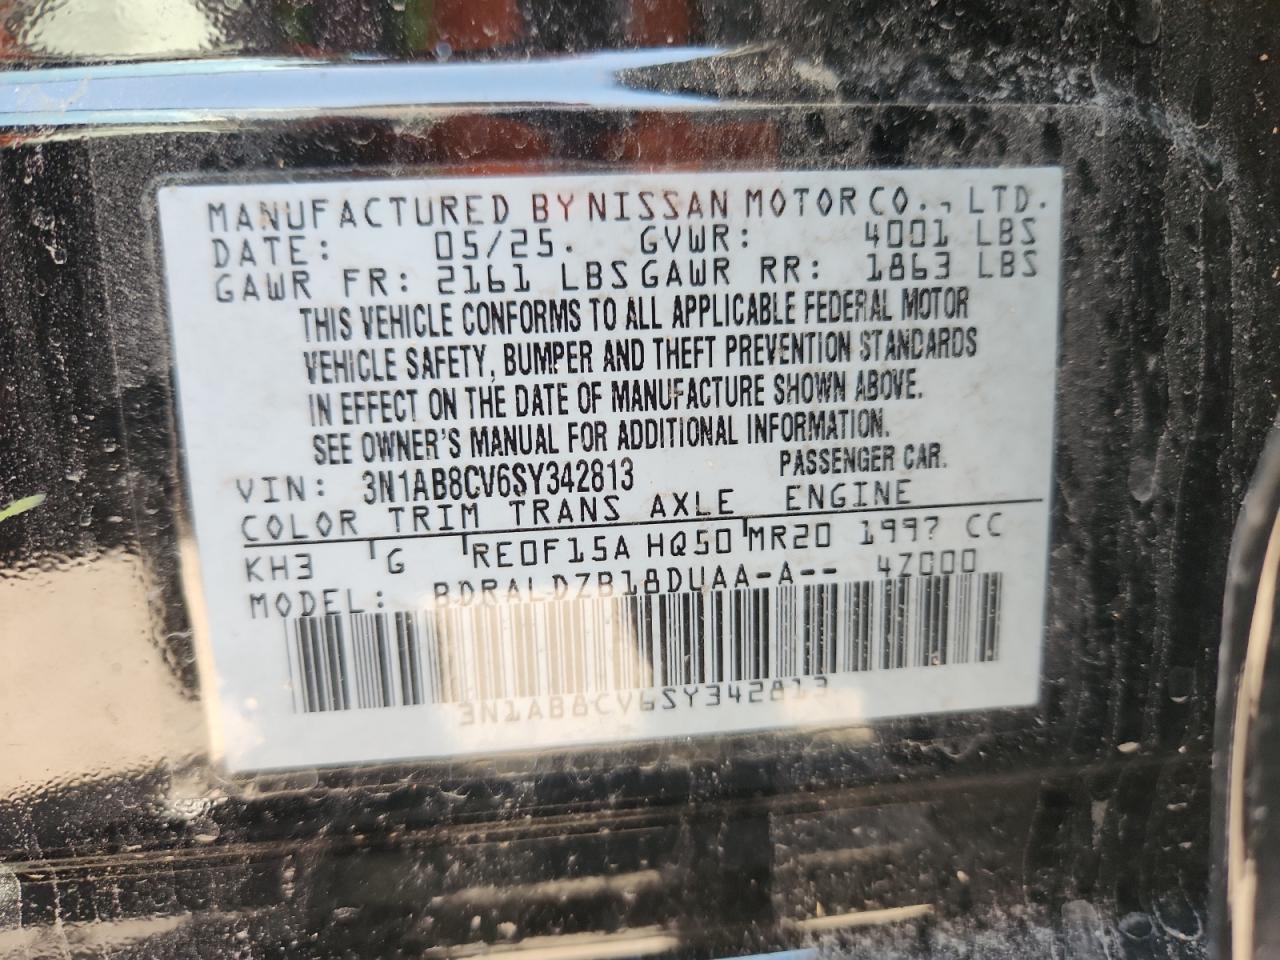 MANUFACTURED BY NISSAN MOTOR CO., LTD.
DATE: 05/25. GVWR: 4001 LBS
GAWR FR: 2161 LBS GAWR RR: 1863 LBS
THIS VEHICLE CONFORMS TO ALL APPLICABLE FEDERAL MOTOR
VEHICLE SAFETY, BUMPER AND THEFT PREVENTION STANDARDS
IN EFFECT ON THE DATE OF MANUFACTURE SHOWN ABOVE.
SEE OWNER'S MANUAL FOR ADDITIONAL INFORMATION.
VIN: 3N1AB8CV6SY342813 PASSENGER CAR.
COLOR TRIM TRANS AXLE ENGINE
KH3 G RE0F15A HQ50 MR20 1997 CC
MODEL: BDRALDZB18DUAA-A-- 4Z000
3N1AB8CV6SY342813